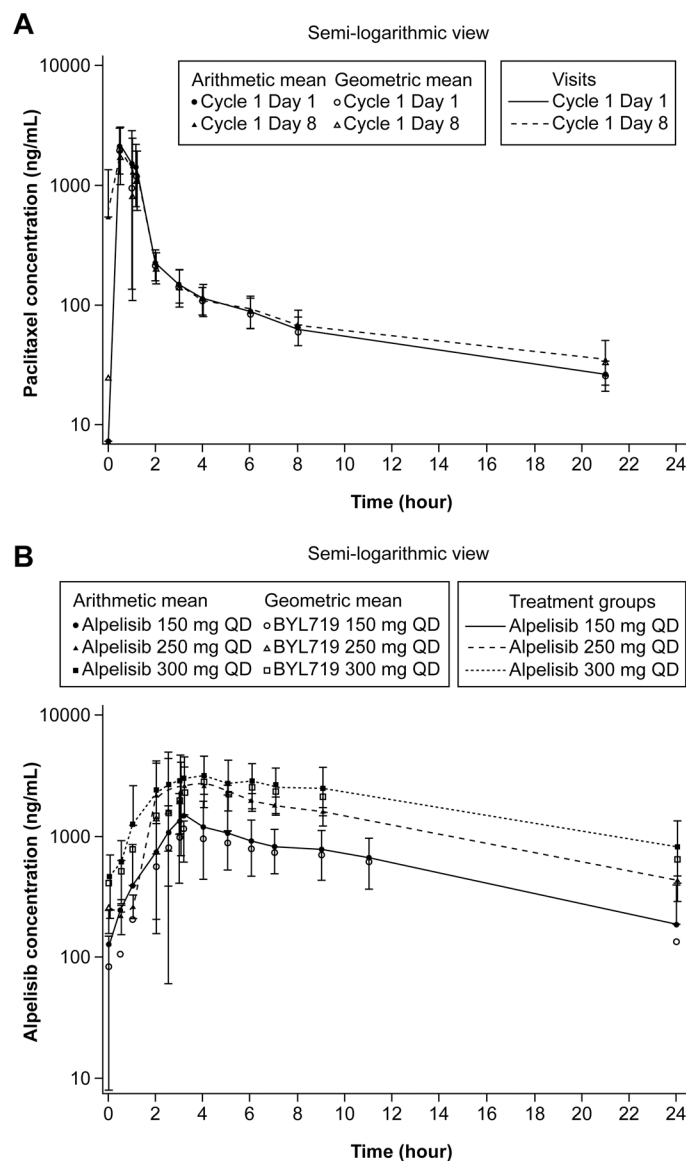 A
Semi-logarithmic view
Arithmetic mean Geometric mean
Cycle 1 Day 1 Cycle 1 Day 1
Cycle 1 Day 8 Cycle 1 Day 8
Visits
Cycle 1 Day 1
Cycle 1 Day 8
Paclitaxel concentration (ng/mL)
10000
1000
100
10
0 2 4 6 8 10 12 14 16 18 20 22 24
Time (hour)
B
Semi-logarithmic view
Arithmetic mean Geometric mean
Alpelisib 150 mg QD BYL719 150 mg QD
Alpelisib 250 mg QD BYL719 250 mg QD
Alpelisib 300 mg QD BYL719 300 mg QD
Treatment groups
Alpelisib 150 mg QD
Alpelisib 250 mg QD
Alpelisib 300 mg QD
Alpelisib concentration (ng/mL)
10000
1000
100
10
0 2 4 6 8 10 12 14 16 18 20 22 24
Time (hour)